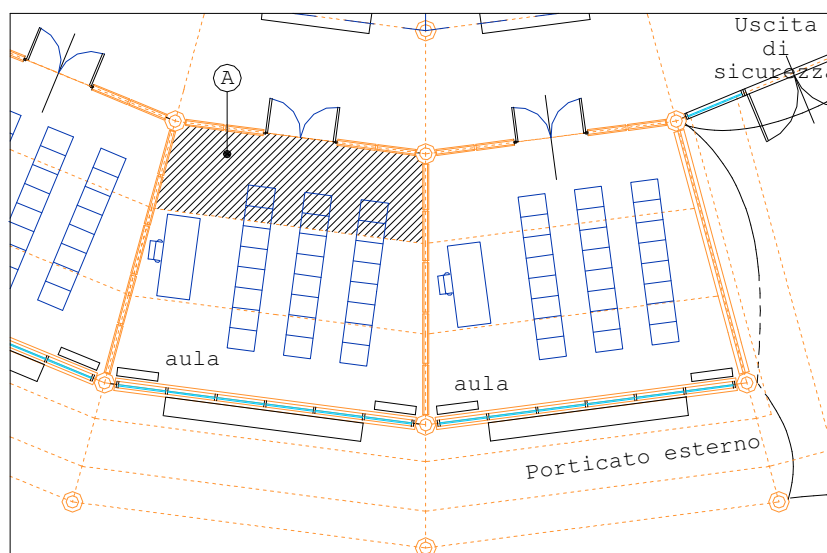 Uscita
di
sicurezza
A
aula
aula
Porticato esterno